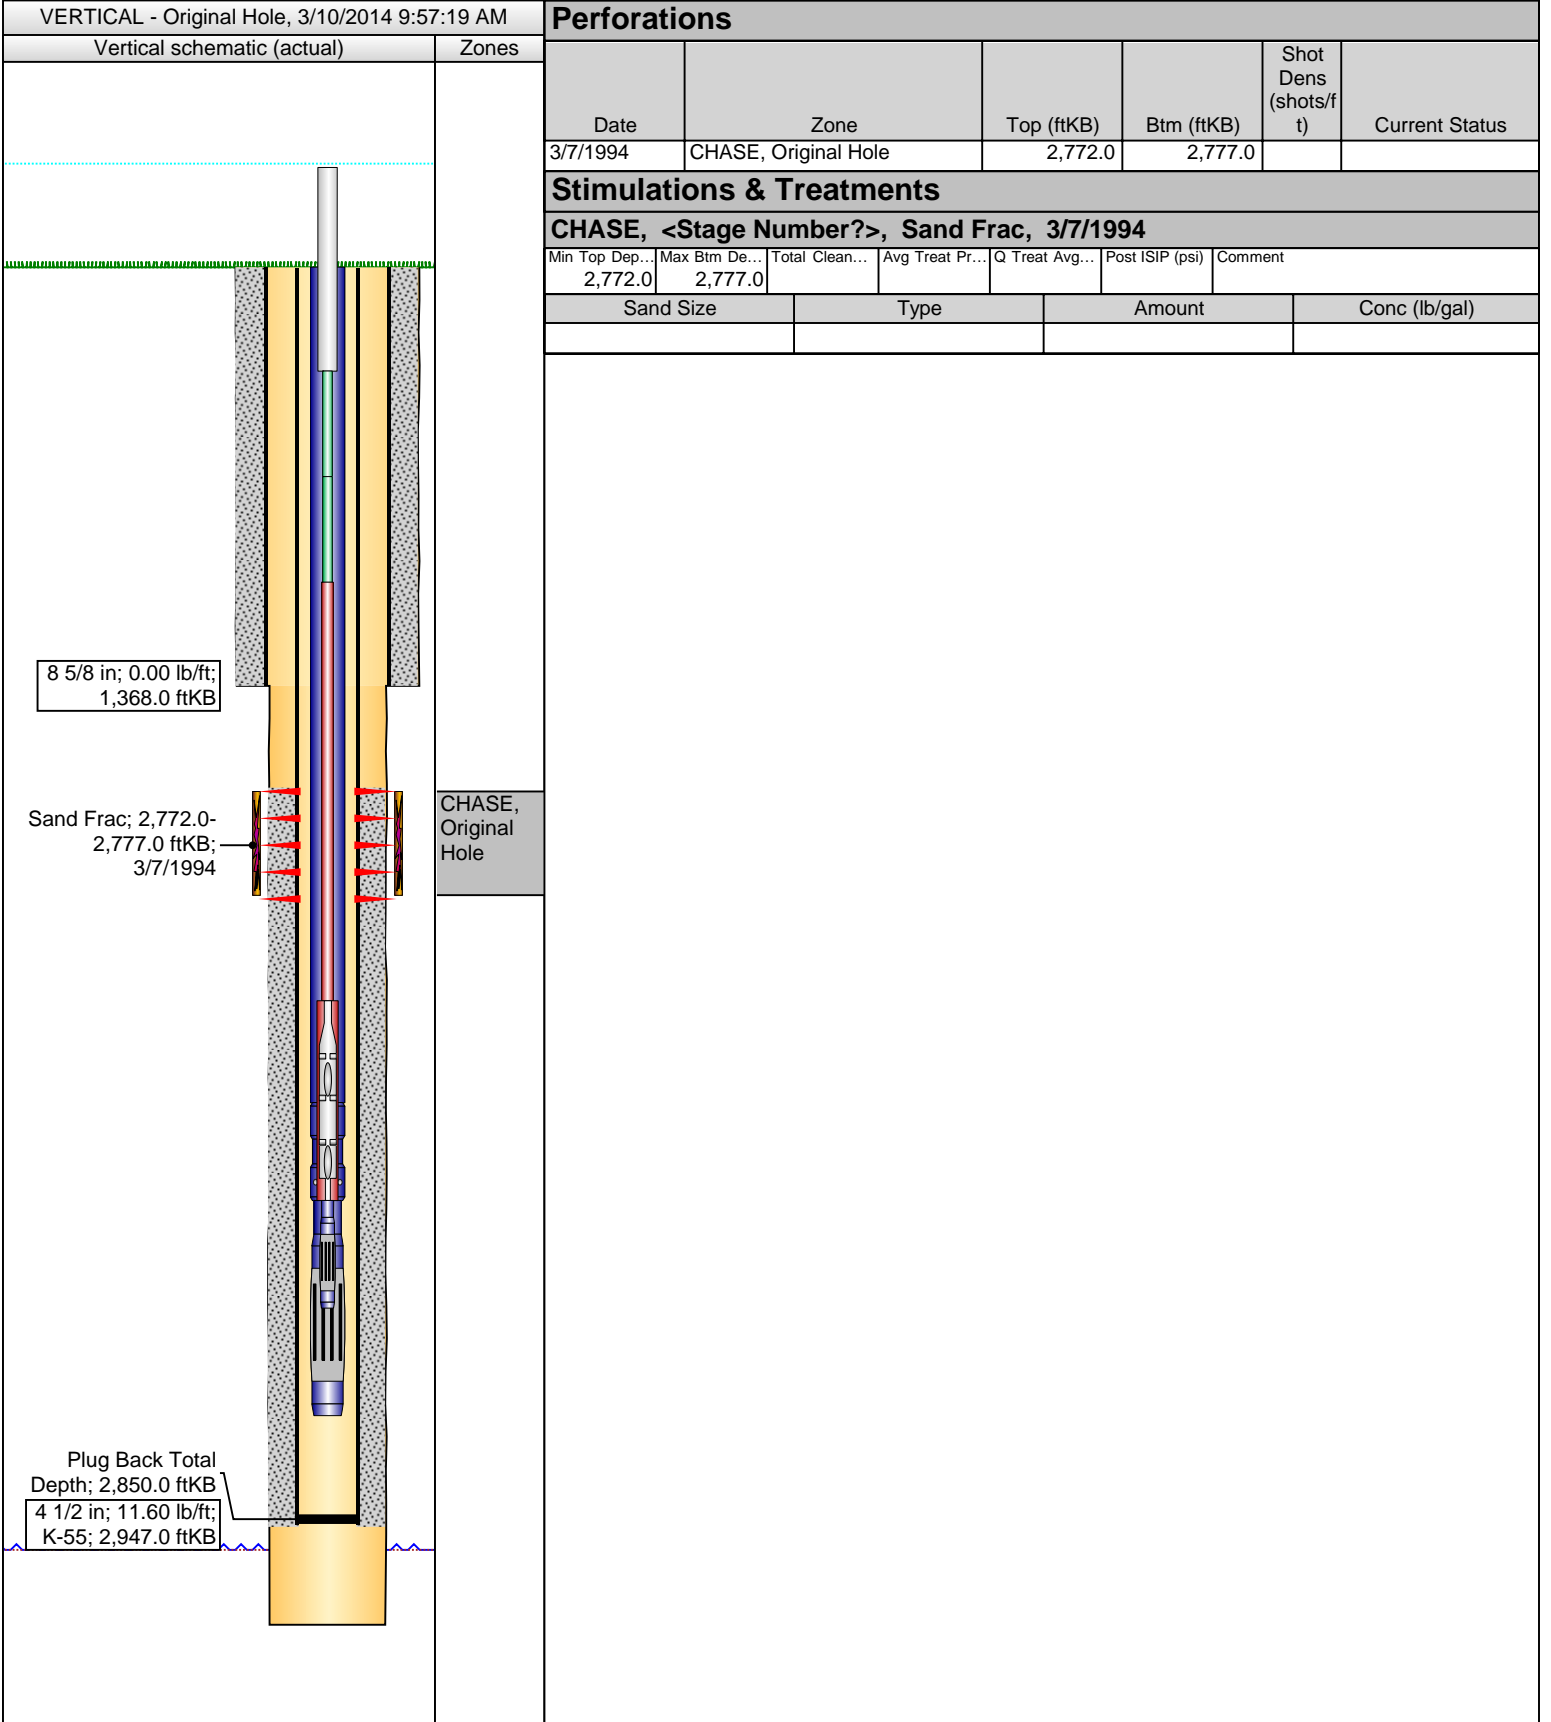 VERTICAL - Original Hole, 3/10/2014 9:57:19 AM
Vertical schematic (actual)
Zones
8 5/8 in; 0.00 lb/ft;
1,368.0 ftKB
Sand Frac; 2,772.0-
2,777.0 ftKB;
3/7/1994
CHASE,
Original
Hole
Plug Back Total
Depth; 2,850.0 ftKB
4 1/2 in; 11.60 lb/ft;
K-55; 2,947.0 ftKB
Perforations
Date
Zone
Top (ftKB)
Btm (ftKB)
Shot
Dens
(shots/f
t)
Current Status
3/7/1994
CHASE, Original Hole
2,772.0
2,777.0
Stimulations & Treatments
CHASE, <Stage Number?>, Sand Frac, 3/7/1994
Min Top Dep...
2,772.0
Max Btm De...
2,777.0
Total Clean...
Avg Treat Pr...
Q Treat Avg...
Post ISIP (psi)
Comment
Sand Size
Type
Amount
Conc (lb/gal)